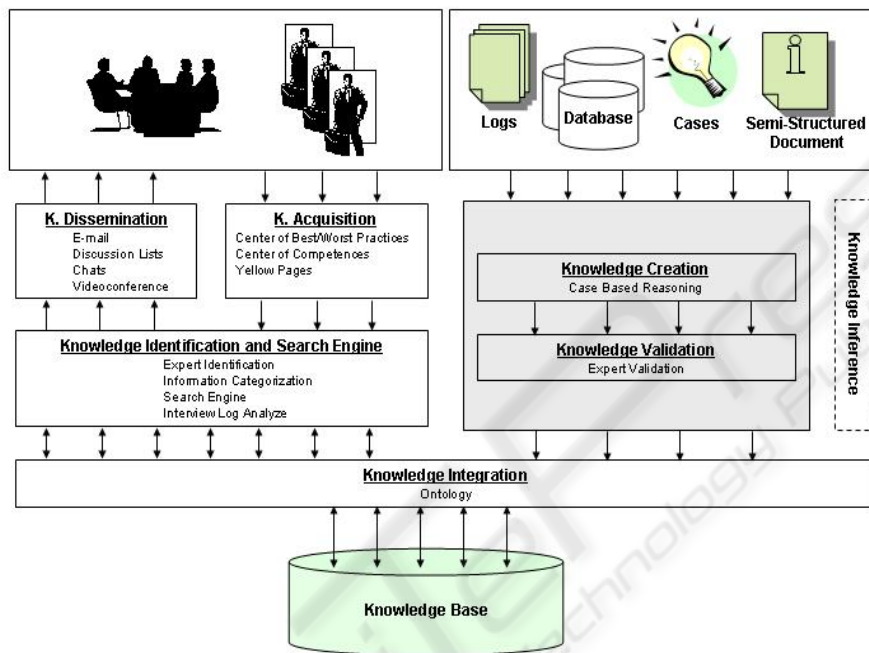 Logs
Database
Cases
Semi-Structured
Document
K. Dissemination
E-mail
Discussion Lists
Chats
Videoconference
K. Acquisition
Center of Best/Worst Practices
Center of Competences
Yellow Pages
Knowledge Creation
Case Based Reasoning
Knowledge Validation
Expert Validation
Knowledge Inference
Knowledge Identification and Search Engine
Expert Identification
Information Categorization
Search Engine
Interview Log Analyze
Knowledge Integration
Ontology
Knowledge Base